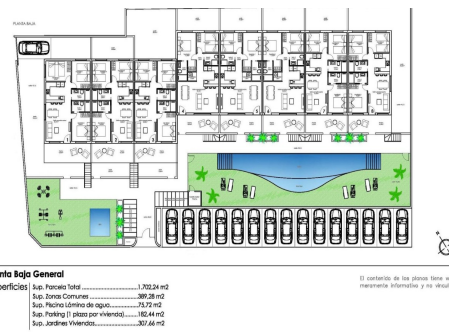 PLANTA BAJA
nta Baja General
perficies
Sup. Parcela Total ........................1.702,24 m2
Sup. Zonas Comunes ....................389,28 m2
Sup. Piscina Lámina de agua........75,72 m2
Sup. Parking (1 plaza por vivienda)....182,44 m2
Sup. Jardines Viviendas.................307,66 m2
El contenido de los planos tiene
meramente informativo y no vincul